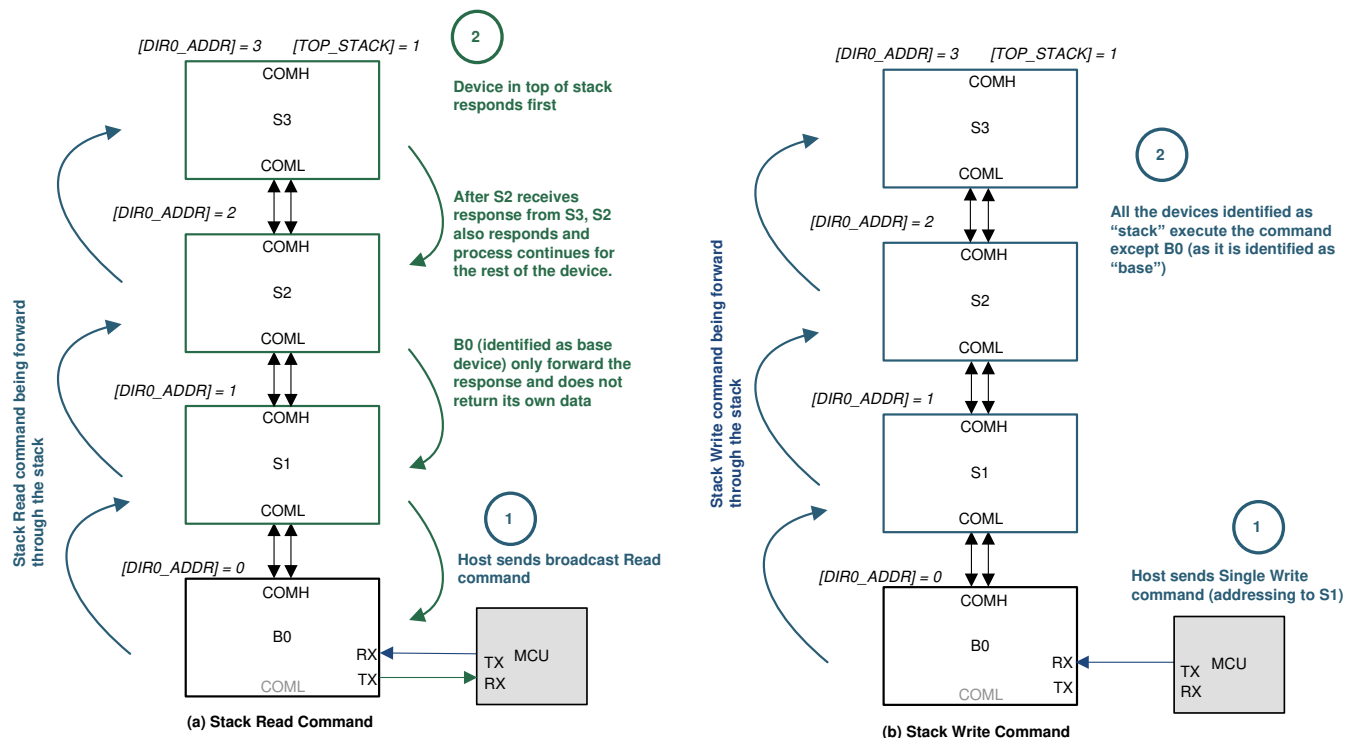 [DIR0_ADDR] = 3 [TOP_STACK] = 1
COMH
S3
COML
2
Device in top of stack
responds first
[DIR0_ADDR] = 2
COMH
S2
COML
After S2 receives
response from S3, S2
also responds and
process continues for
the rest of the device.
[DIR0_ADDR] = 1
COMH
S1
COML
B0 (identified as base
device) only forward the
response and does not
return its own data
1
Host sends broadcast Read
command
[DIR0_ADDR] = 0
COMH
B0
RX
TX
COML
TX
MCU
RX
Stack Read command being forward
through the stack
(a) Stack Read Command
[DIR0_ADDR] = 3 [TOP_STACK] = 1
COMH
S3
COML
2
All the devices identified as
“stack” execute the command
except B0 (as it is identified as
“base”)
[DIR0_ADDR] = 2
COMH
S2
COML
[DIR0_ADDR] = 1
COMH
S1
COML
1
Host sends Single Write
command (addressing to S1)
[DIR0_ADDR] = 0
COMH
B0
RX
TX
COML
TX
MCU
RX
Stack Write command being forward
through the stack
(b) Stack Write Command